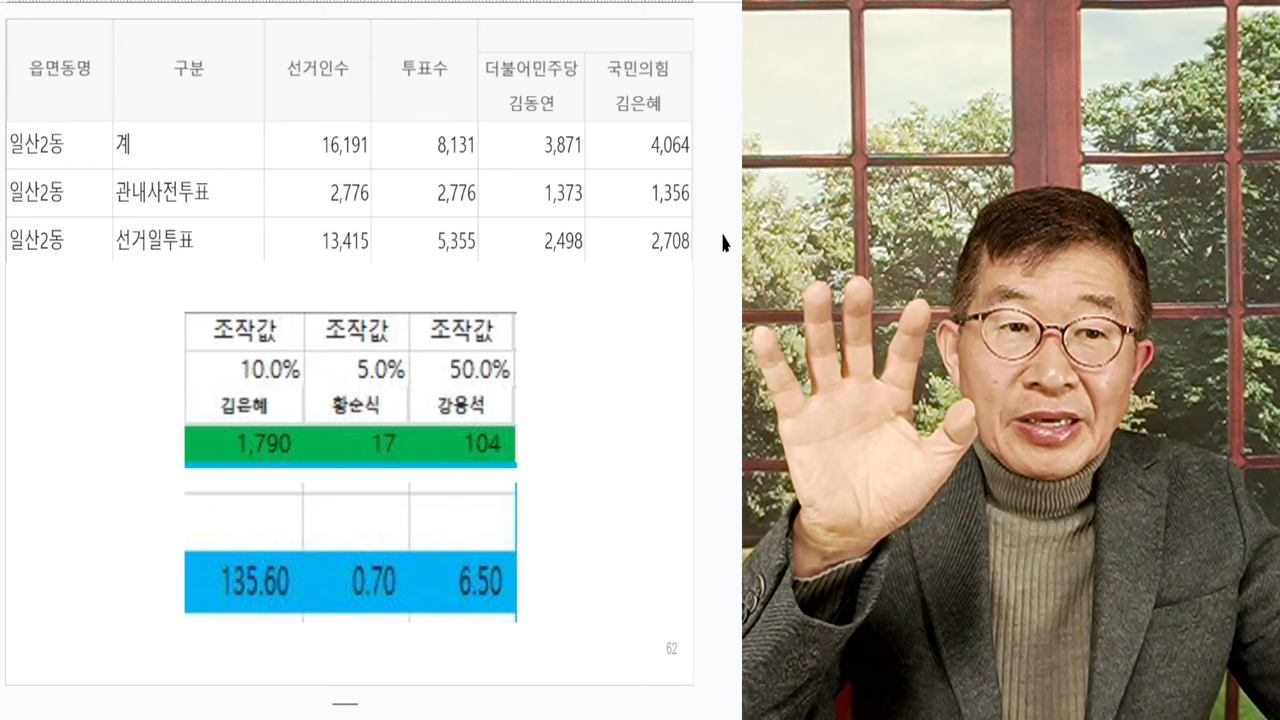 읍면동명 구분 선거인수 투표수 더불어민주당 국민의힘
김동연 김은혜
일산2동 계 16,191 8,131 3,871 4,064
일산2동 관내사전투표 2,776 2,776 1,373 1,356
일산2동 선거일투표 13,415 5,355 2,498 2,708
조작값 조작값 조작값
10.0% 5.0% 50.0%
김은혜 황순식 강용석
1,790 17 104
135.60 0.70 6.50
62